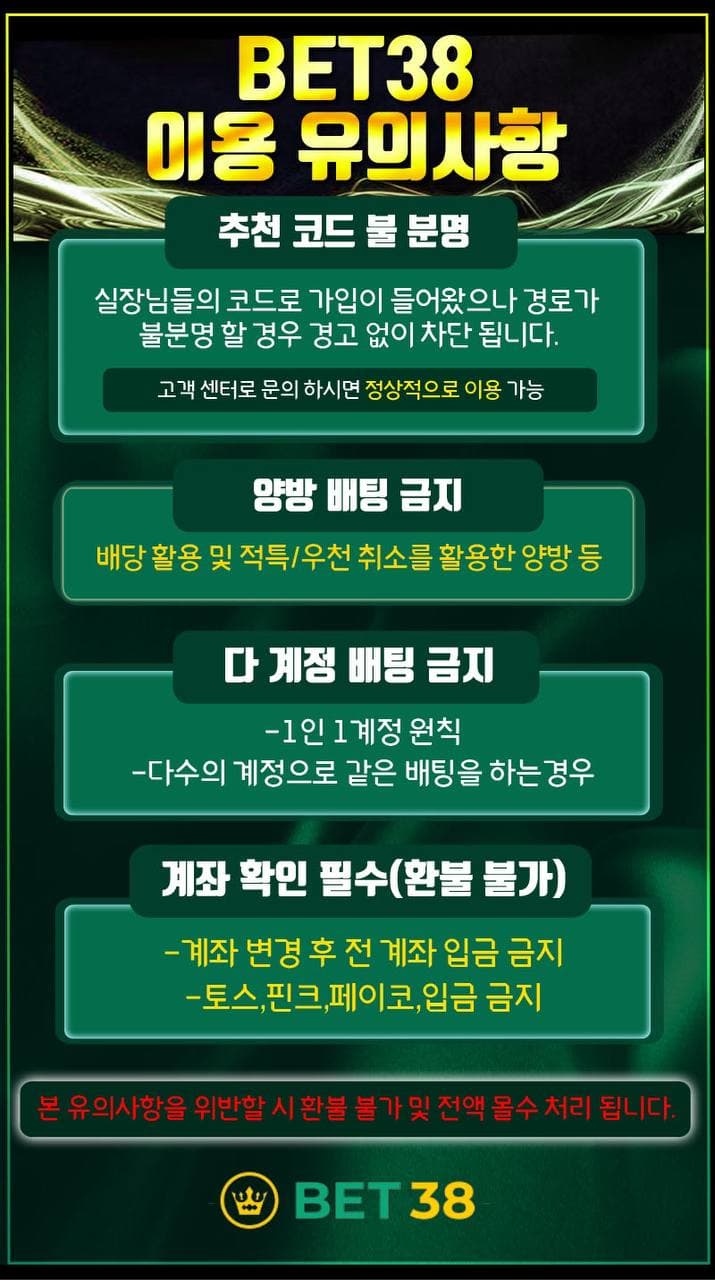 BET38
이용 유의사항
추천 코드 불 분명
실장님들의 코드로 가입이 들어왔으나 경로가
불분명 할 경우 경고 없이 차단 됩니다.
고객 센터로 문의 하시면 정상적으로 이용 가능
양방 배팅 금지
배당 활용 및 적특/우천 취소를 활용한 양방 등
다 계정 배팅 금지
-1인 1계정 원칙
-다수의 계정으로 같은 배팅을 하는경우
계좌 확인 필수(환불 불가)
-계좌 변경 후 전 계좌 입금 금지
-토스,핀크,페이코,입금 금지
본 유의사항을 위반할 시 환불 불가 및 전액 몰수 처리 됩니다.
BET 38